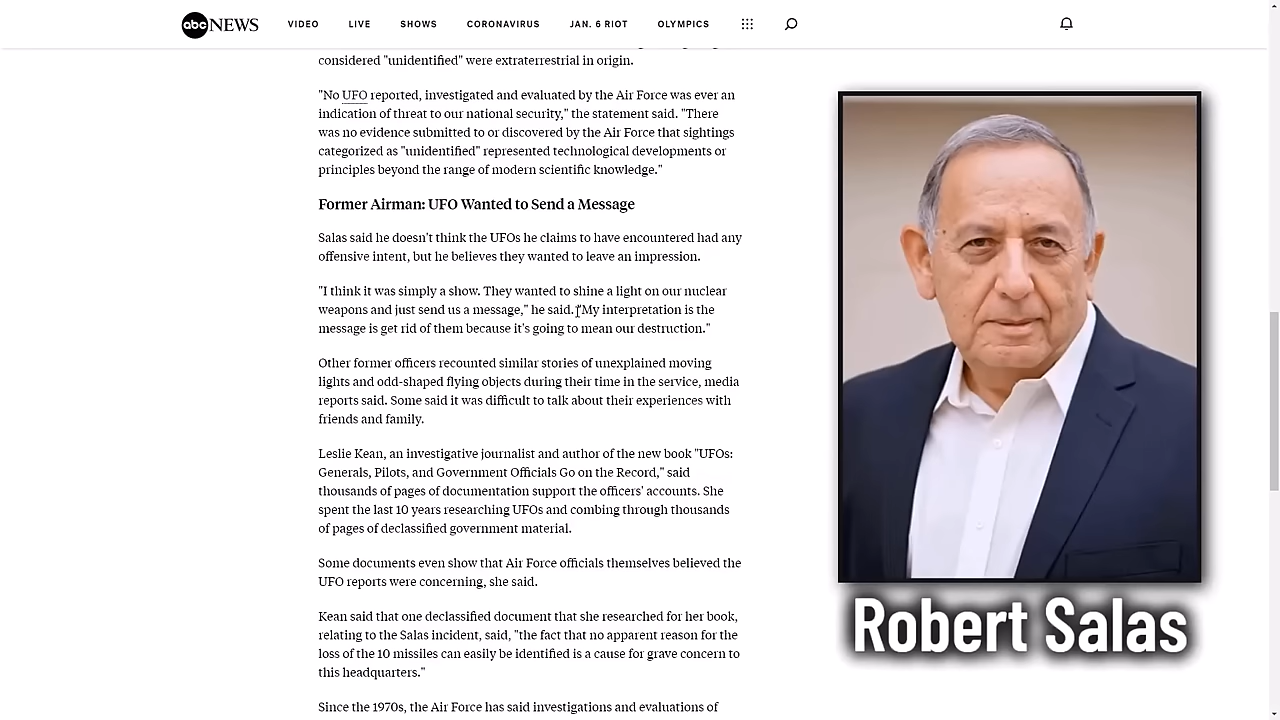 abc NEWS VIDEO LIVE SHOWS CORONAVIRUS JAN. 6 RIOT OLYMPICS
considered "unidentified" were extraterrestrial in origin.
"No UFO reported, investigated and evaluated by the Air Force was ever an
indication of threat to our national security," the statement said. "There
was no evidence submitted to or discovered by the Air Force that sightings
categorized as "unidentified" represented technological developments or
principles beyond the range of modern scientific knowledge."
Former Airman: UFO Wanted to Send a Message
Salas said he doesn't think the UFOs he claims to have encountered had any
offensive intent, but he believes they wanted to leave an impression.
"I think it was simply a show. They wanted to shine a light on our nuclear
weapons and just send us a message," he said. "My interpretation is the
message is get rid of them because it's going to mean our destruction."
Other former officers recounted similar stories of unexplained moving
lights and odd-shaped flying objects during their time in the service, media
reports said. Some said it was difficult to talk about their experiences with
friends and family.
Leslie Kean, an investigative journalist and author of the new book "UFOs:
Generals, Pilots, and Government Officials Go on the Record," said
thousands of pages of documentation support the officers' accounts. She
spent the last 10 years researching UFOs and combing through thousands
of pages of declassified government material.
Some documents even show that Air Force officials themselves believed the
UFO reports were concerning, she said.
Kean said that one declassified document that she researched for her book,
relating to the Salas incident, said, "the fact that no apparent reason for the
loss of the 10 missiles can easily be identified is a cause for grave concern to
this headquarters."
Since the 1970s, the Air Force has said investigations and evaluations of
Robert Salas